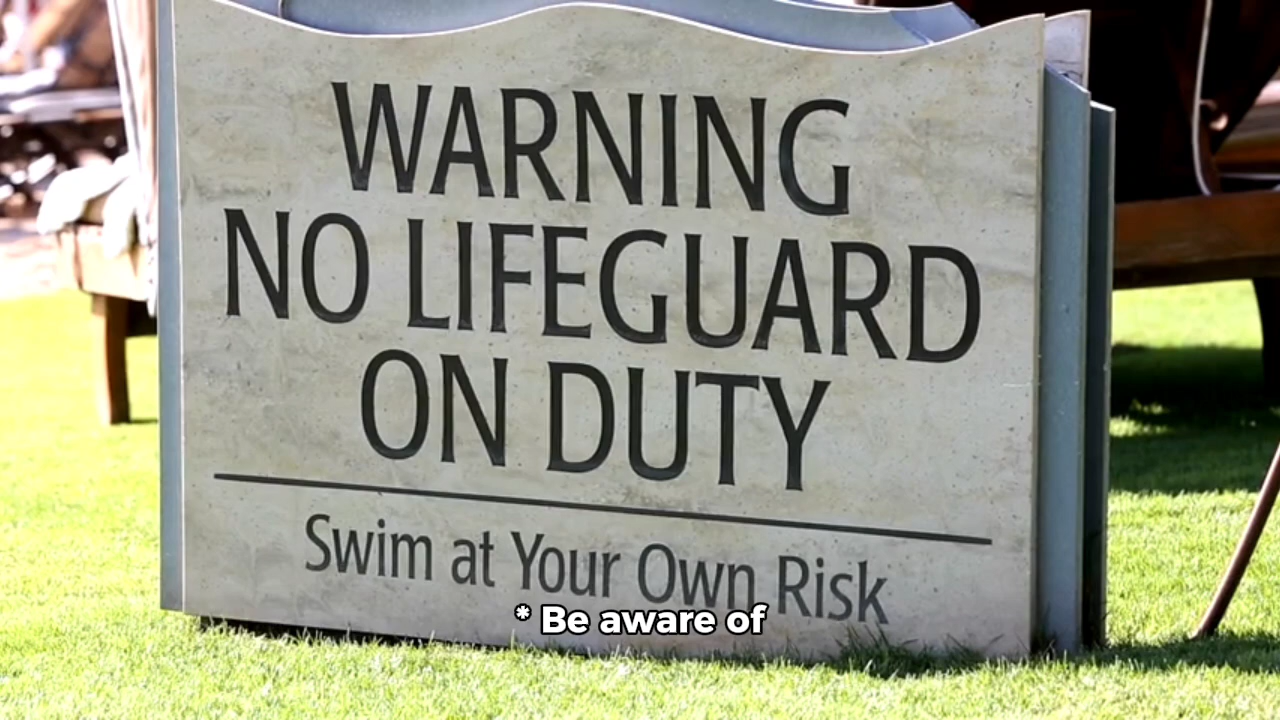 WARNING
NO LIFEGUARD
ON DUTY
Swim at Your Own Risk
* Be aware of